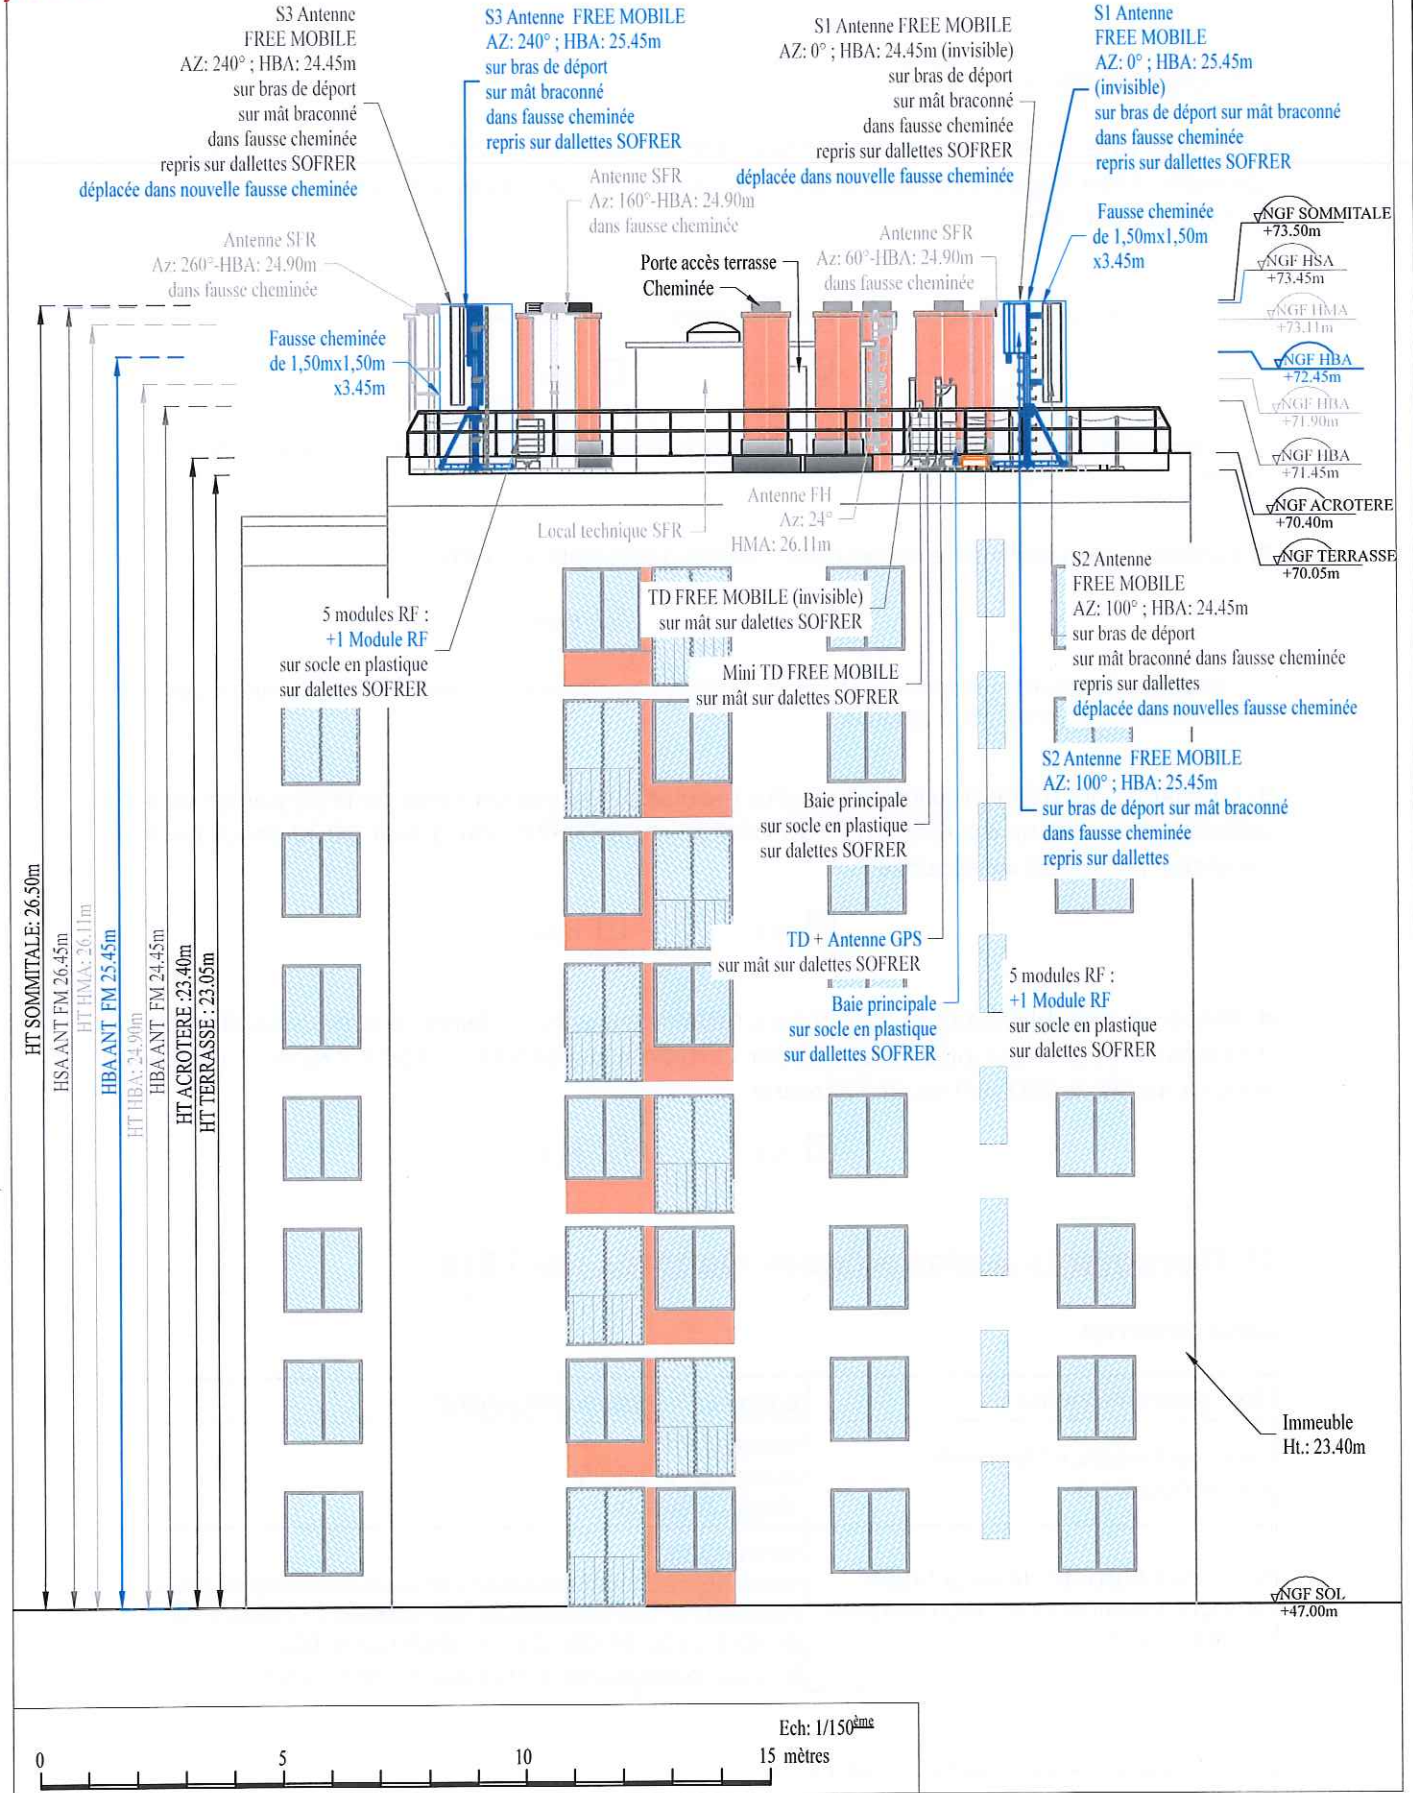 S3 Antenne
FREE MOBILE
AZ: 240° ; HBA: 24.45m
sur bras de déport
sur mât braconné
dans fausse cheminée
repris sur dallettes SOFRER
déplacée dans nouvelle fausse cheminée
S3 Antenne FREE MOBILE
AZ: 240° ; HBA: 25.45m
sur bras de déport
sur mât braconné
dans fausse cheminée
repris sur dallettes SOFRER
S1 Antenne FREE MOBILE
AZ: 0° ; HBA: 24.45m (invisible)
sur bras de déport
sur mât braconné
dans fausse cheminée
repris sur dallettes SOFRER
déplacée dans nouvelle fausse cheminée
S1 Antenne
FREE MOBILE
AZ: 0° ; HBA: 25.45m
(invisible)
sur bras de déport sur mât braconné
dans fausse cheminée
repris sur dallettes SOFRER
Antenne SFR
Az: 160°-HBA: 24.90m
dans fausse cheminée
Antenne SFR
Az: 260°-HBA: 24.90m
dans fausse cheminée
Antenne SFR
Az: 60°-HBA: 24.90m
dans fausse cheminée
Porte accès terrasse
Cheminée
Fausse cheminée
de 1,50mx1,50m
x3.45m
Fausse cheminée
de 1,50mx1,50m
x3.45m
NGF SOMMITALE
+73.50m
NGF HSA
+73.45m
NGF HMA
+73.11m
NGF HBA
+72.45m
NGF HBA
+71.90m
NGF HBA
+71.45m
NGF ACROTERE
+70.40m
NGF TERRASSE
+70.05m
Local technique SFR
Antenne FH
Az: 24°
HMA: 26.11m
5 modules RF :
+1 Module RF
sur socle en plastique
sur dalettes SOFRER
TD FREE MOBILE (invisible)
sur mât sur dalettes SOFRER
Mini TD FREE MOBILE
sur mât sur dalettes SOFRER
S2 Antenne
FREE MOBILE
AZ: 100° ; HBA: 24.45m
sur bras de déport
sur mât braconné dans fausse cheminée
repris sur dallettes
déplacée dans nouvelles fausse cheminée
S2 Antenne FREE MOBILE
AZ: 100° ; HBA: 25.45m
sur bras de déport sur mât braconné
dans fausse cheminée
repris sur dallettes
Baie principale
sur socle en plastique
sur dalettes SOFRER
TD + Antenne GPS
sur mât sur dalettes SOFRER
Baie principale
sur socle en plastique
sur dallettes SOFRER
5 modules RF :
+1 Module RF
sur socle en plastique
sur dalettes SOFRER
HT SOMMITALE: 26.50m
HSA ANT FM 26.45m
HT HMA: 26.11m
HBA ANT FM 25.45m
HT HBA: 24.90m
HBA ANT FM 24.45m
HT ACROTERE :23.40m
HT TERRASSE : 23.05m
Immeuble
Ht.: 23.40m
NGF SOL
+47.00m
Ech: 1/150ème
0 5 10 15 mètres